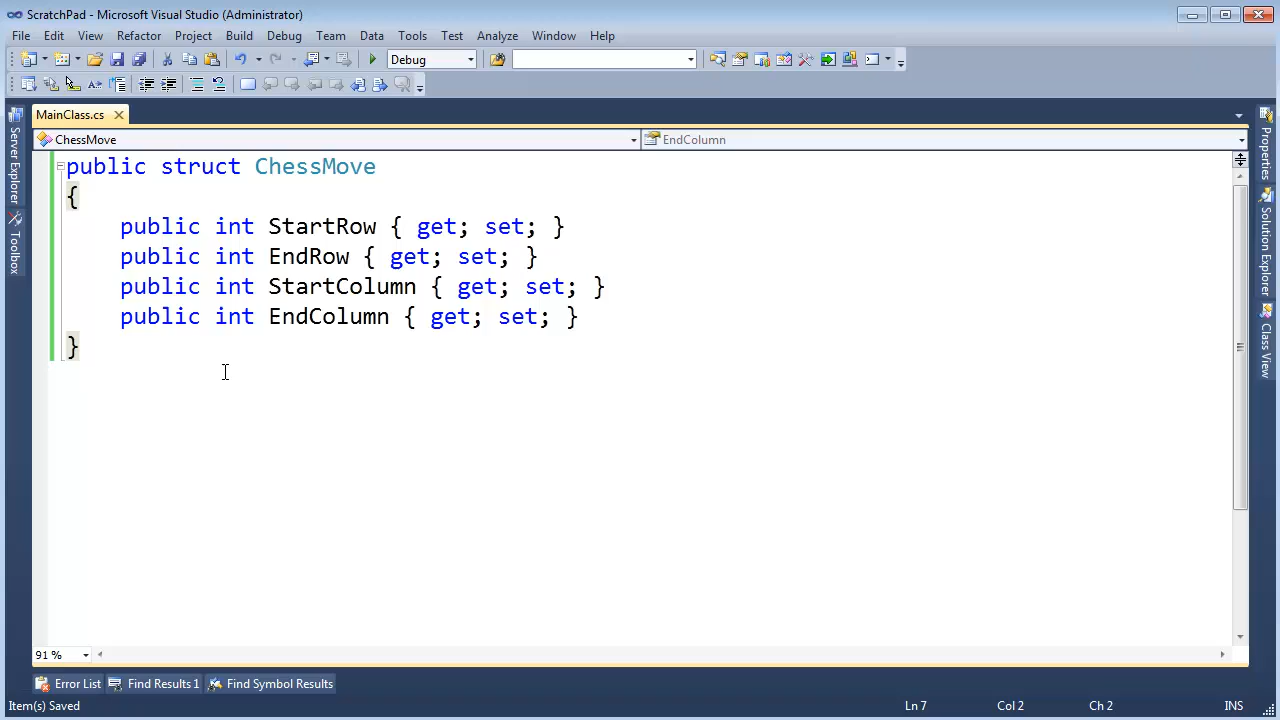 ScratchPad - Microsoft Visual Studio (Administrator)
File Edit View Refactor Project Build Debug Team Data Tools Test Analyze Window Help
Debug
MainClass.cs
ChessMove EndColumn
Server Explorer
Toolbox
public struct ChessMove
{
public int StartRow { get; set; }
public int EndRow { get; set; }
public int StartColumn { get; set; }
public int EndColumn { get; set; }
}
Properties
Solution Explorer
Class View
91 %
Error List Find Results 1 Find Symbol Results
Item(s) Saved Ln 7 Col 2 Ch 2 INS